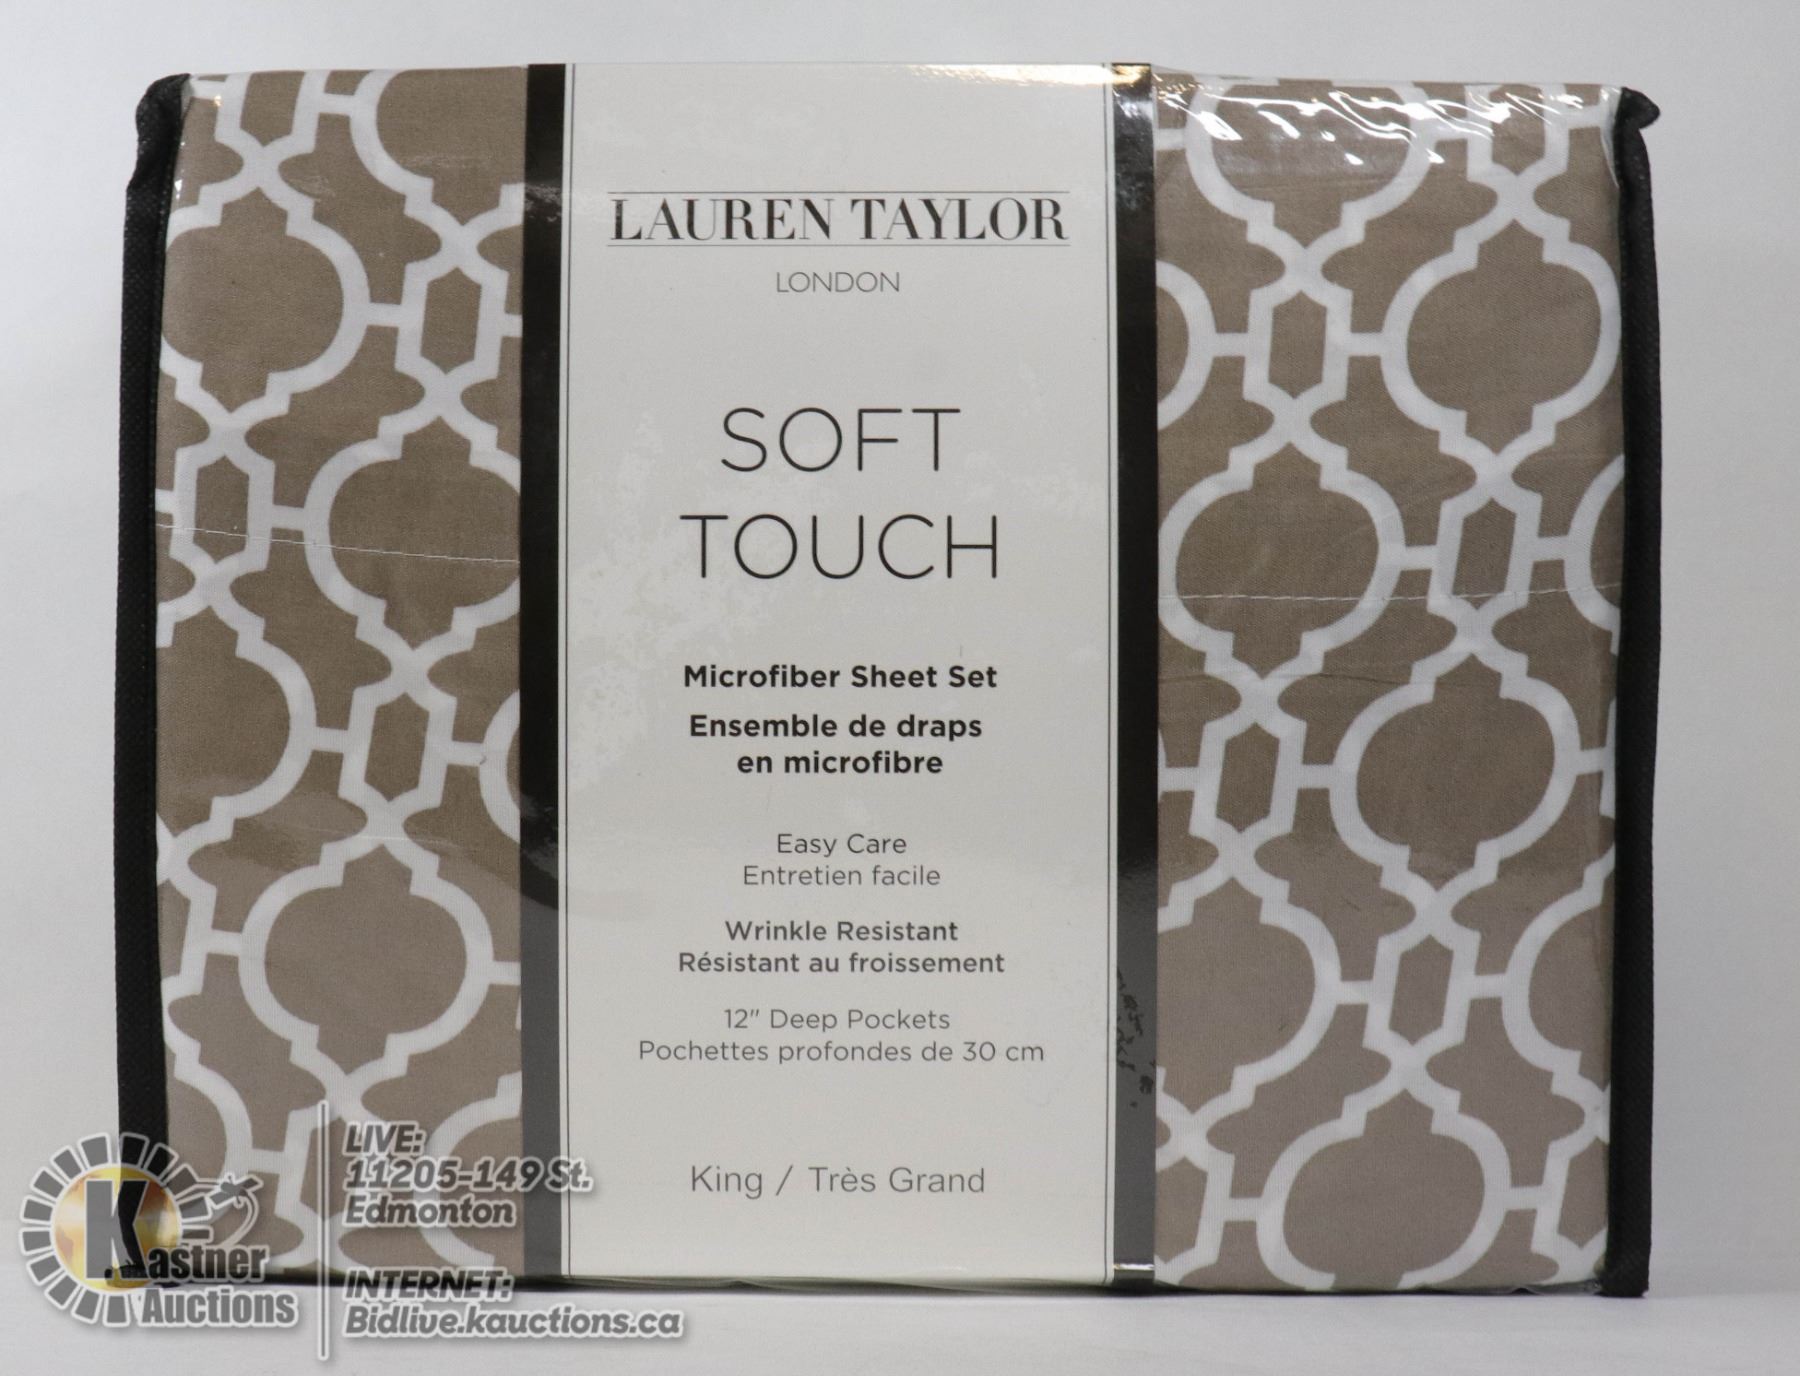 LAUREN TAYLOR
LONDON
SOFT
TOUCH
Microfiber Sheet Set
Ensemble de draps
en microfibre
Easy Care
Entretien facile
Wrinkle Resistant
Résistant au froissement
12" Deep Pockets
Pochettes profondes de 30 cm
King / Très Grand
Kastner
Auctions
LIVE:
11205-149 St.
Edmonton
INTERNET:
Bidlive.kauctions.ca